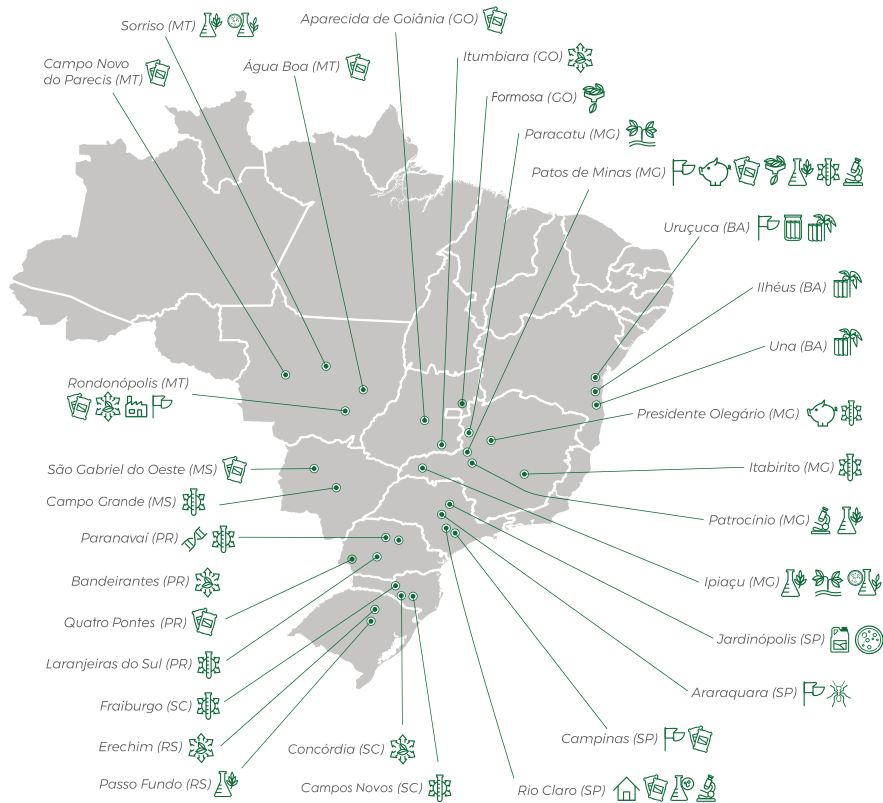 Sorriso (MT)
Aparecida de Goiânia (GO)
Campo Novo
do Parecis (MT)
Água Boa (MT)
Itumbiara (GO)
Formosa (GO)
Paracatu (MG)
Patos de Minas (MG)
Uruçuca (BA)
Ilhéus (BA)
Una (BA)
Rondonópolis (MT)
Presidente Olegário (MG)
São Gabriel do Oeste (MS)
Itabirito (MG)
Campo Grande (MS)
Patrocínio (MG)
Paranavaí (PR)
Bandeirantes (PR)
Ipiaçu (MG)
Quatro Pontes (PR)
Jardinópolis (SP)
Laranjeiras do Sul (PR)
Araraquara (SP)
Fraiburgo (SC)
Campinas (SP)
Erechim (RS)
Concórdia (SC)
Passo Fundo (RS)
Campos Novos (SC)
Rio Claro (SP)